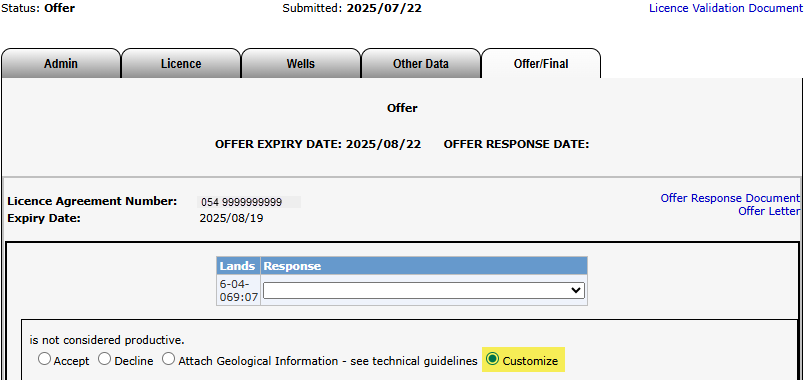 Status: Offer Submitted: 2025/07/22 Licence Validation Document
Admin Licence Wells Other Data Offer/Final
Offer
OFFER EXPIRY DATE: 2025/08/22 OFFER RESPONSE DATE:
Licence Agreement Number: 054 9999999999 Offer Response Document
Expiry Date: 2025/08/19 Offer Letter
Lands Response
6-04-
069:07
is not considered productive.
Accept Decline Attach Geological Information - see technical guidelines Customize